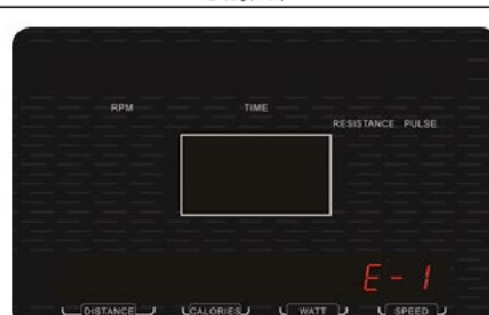 RPM TIME
RESISTANCE PULSE
E-1
DISTANCE CALORIES WATT SPEED